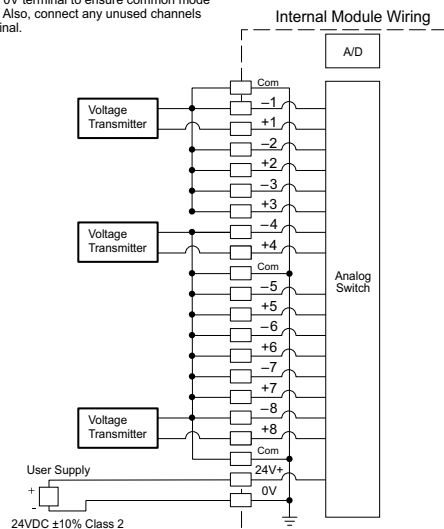 0V terminal to ensure common mode
Also, connect any unused channels
Internal Module Wiring
A/D
Com
Voltage
Transmitter
–1
+1
–2
+2
–3
+3
Voltage
Transmitter
–4
+4
Com
Analog
Switch
–5
+5
–6
+6
–7
+7
Voltage
Transmitter
–8
+8
Com
User Supply
24V+
+
0V
-
24VDC ±10% Class 2